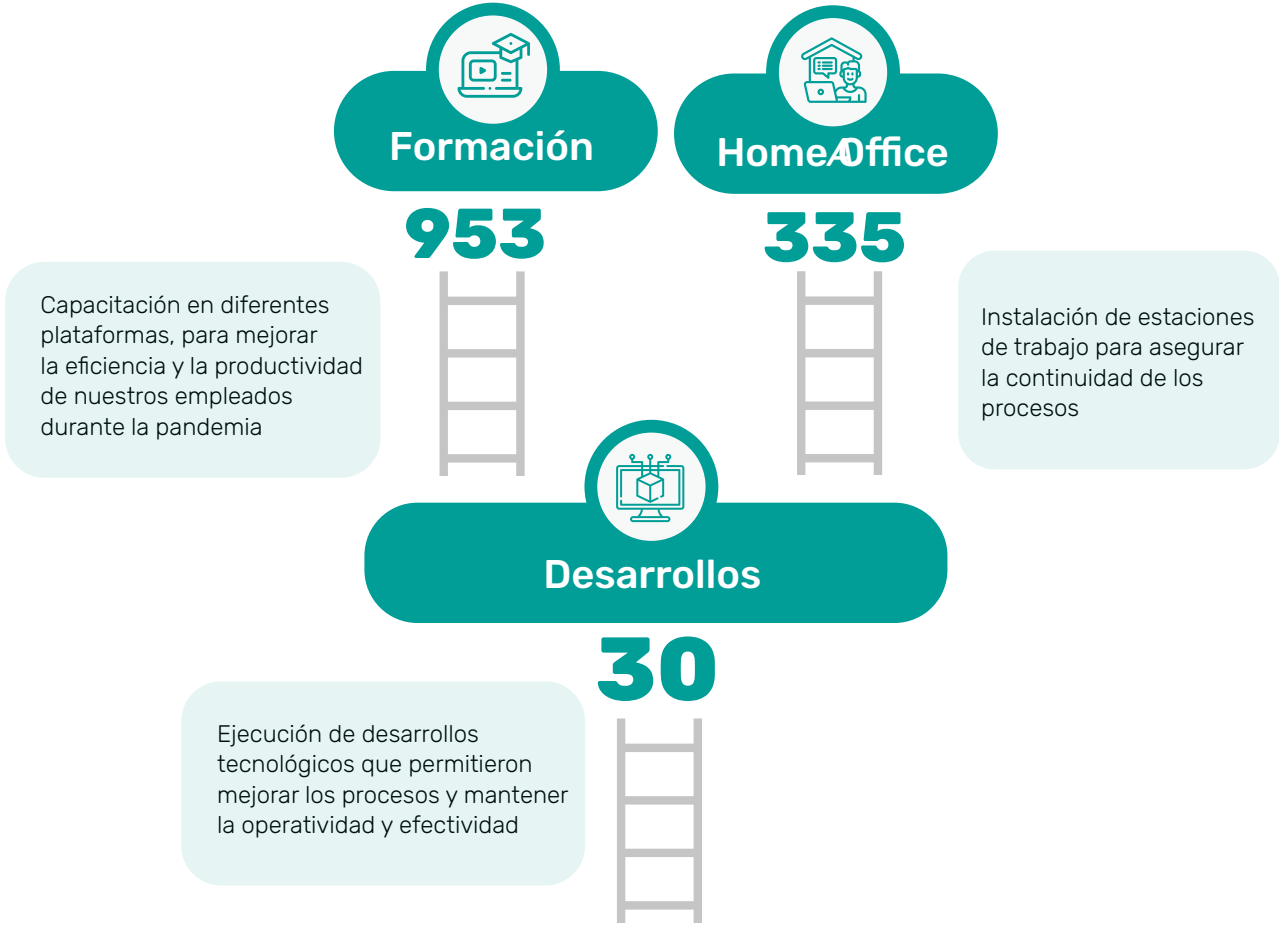 Formación
Home Office
953
335
Capacitación en diferentes
plataformas, para mejorar
la eficiencia y la productividad
de nuestros empleados
durante la pandemia
Instalación de estaciones
de trabajo para asegurar
la continuidad de los
procesos
Desarrollos
30
Ejecución de desarrollos
tecnológicos que permitieron
mejorar los procesos y mantener
la operatividad y efectividad